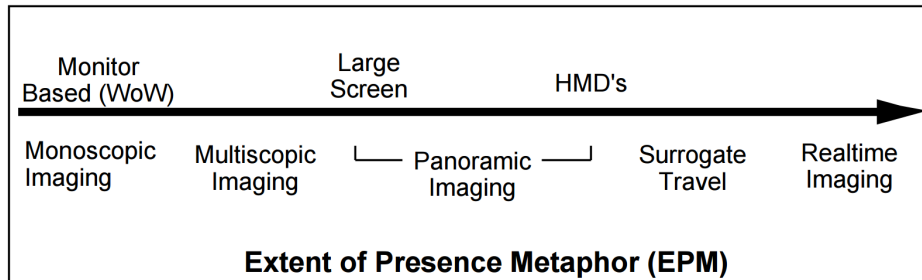 Monitor
Based (WoW)
Large
Screen
HMD's
Monoscopic
Imaging
Multiscopic
Imaging
Panoramic
Imaging
Surrogate
Travel
Realtime
Imaging
Extent of Presence Metaphor (EPM)